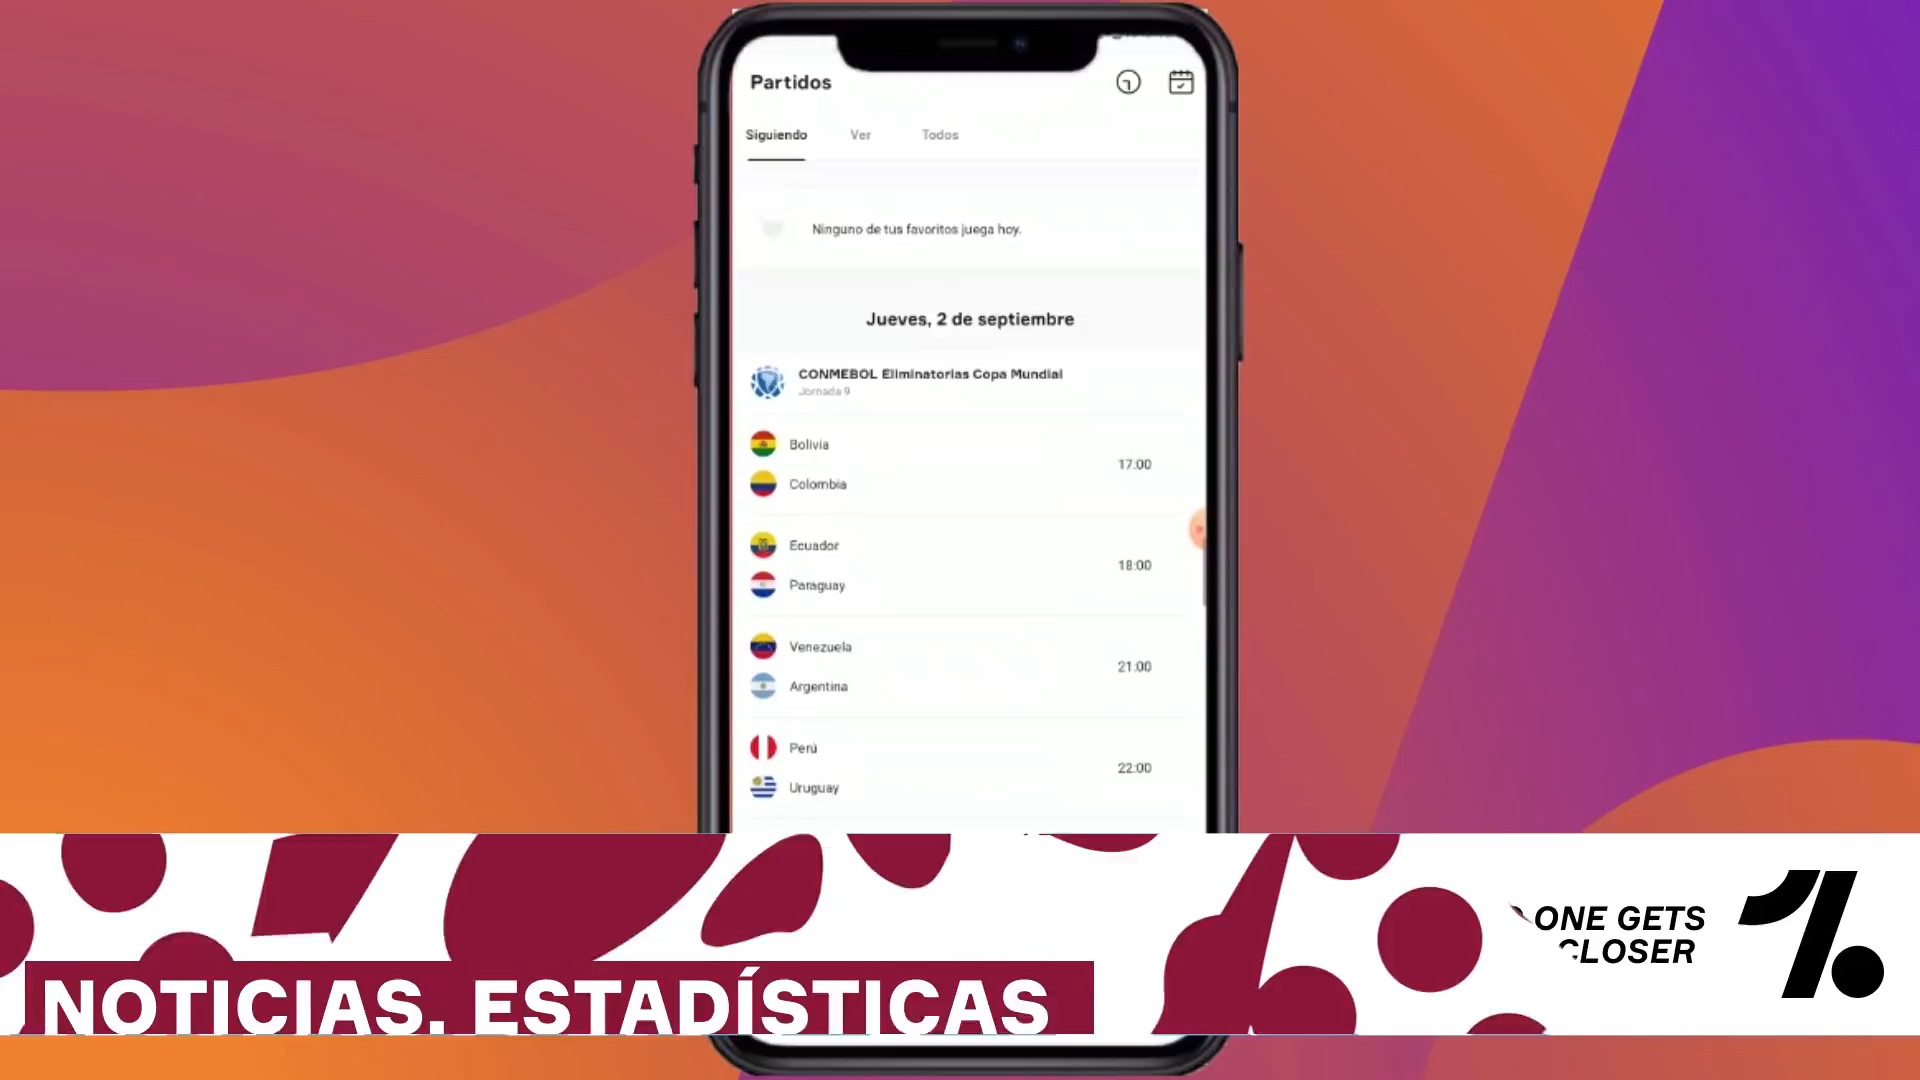 Partidos
Siguiendo Ver Todos
Ninguno de tus favoritos juega hoy.
Jueves, 2 de septiembre
CONMEBOL Eliminatorias Copa Mundial
Jornada 9
Bolivia
17:00
Colombia
Ecuador
18:00
Paraguay
Venezuela
21:00
Argentina
Perú
22:00
Uruguay
ONE GETS
CLOSER
NOTICIAS. ESTADÍSTICAS